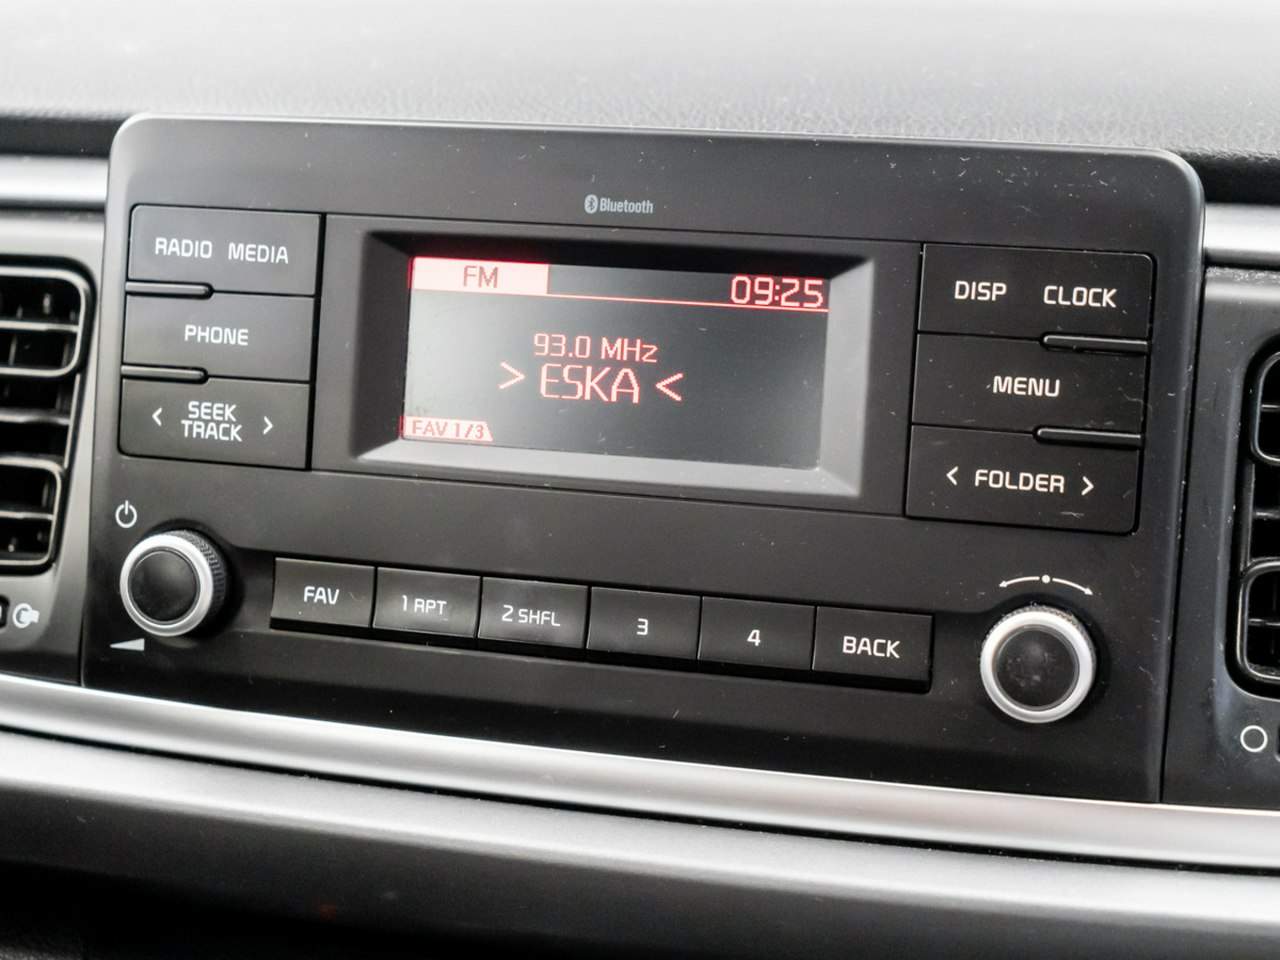 Bluetooth
RADIO MEDIA
PHONE
< SEEK >
TRACK
FM
09:25
93.0 MHz
> ESKA <
FAV 1/3
DISP CLOCK
MENU
< FOLDER >
FAV
1 RPT
2 SHFL
3
4
BACK